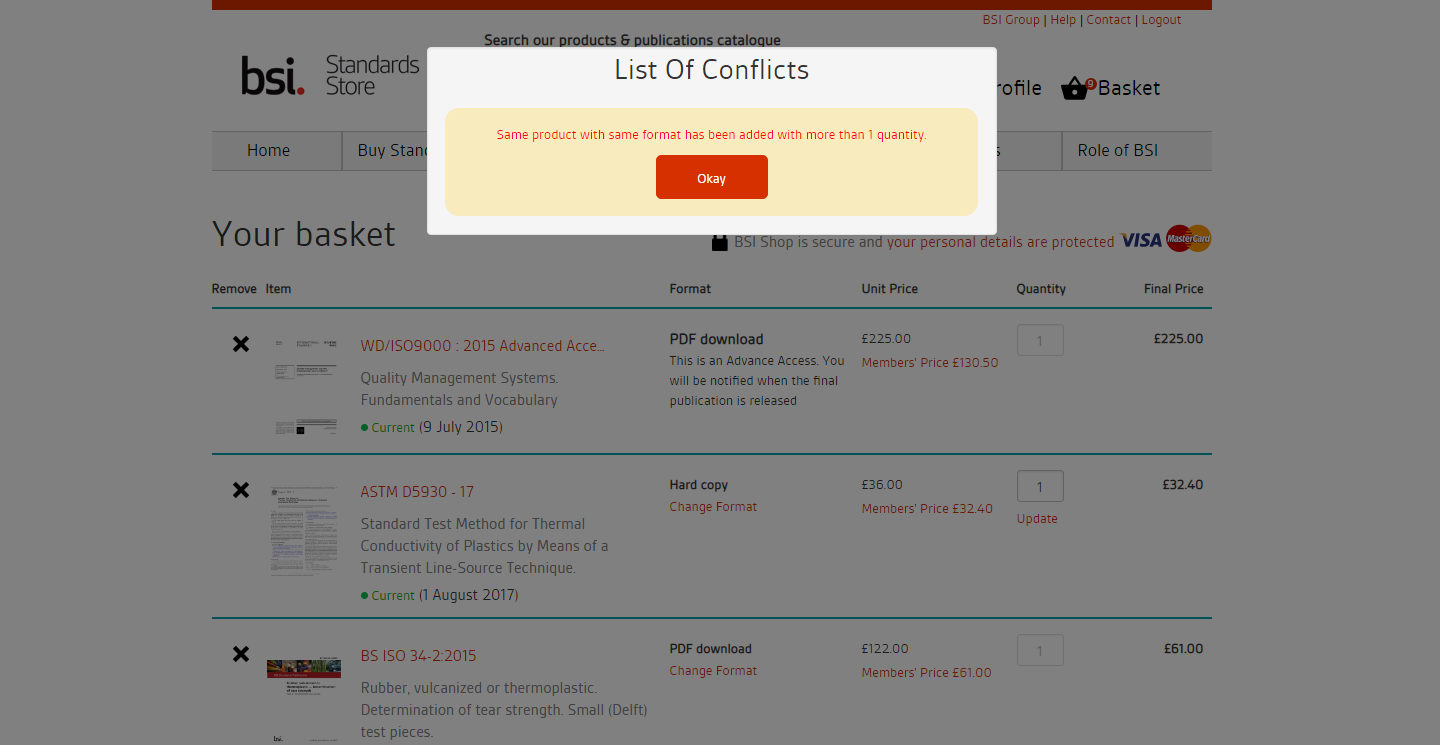 BSI Group | Help | Contact | Logout
Search our products & publications catalogue
bsi. Standards Store
List Of Conflicts
Same product with same format has been added with more than 1 quantity.
Okay
9 Basket
Home
Role of BSI
Your basket
BSI Shop is secure and your personal details are protected VISA MasterCard
Remove Item Format Unit Price Quantity Final Price
WD/ISO9000 : 2015 Advanced Acce...
Quality Management Systems.
Fundamentals and Vocabulary
Current (9 July 2015)
PDF download
This is an Advance Access. You
will be notified when the final
publication is released
£225.00
Members' Price £130.50
1
£225.00
ASTM D5930 - 17
Standard Test Method for Thermal
Conductivity of Plastics by Means of a
Transient Line-Source Technique.
Current (1 August 2017)
Hard copy
Change Format
£36.00
Members' Price £32.40
1
Update
£32.40
BS ISO 34-2:2015
Rubber, vulcanized or thermoplastic.
Determination of tear strength. Small (Delft)
test pieces.
PDF download
Change Format
£122.00
Members' Price £61.00
1
£61.00